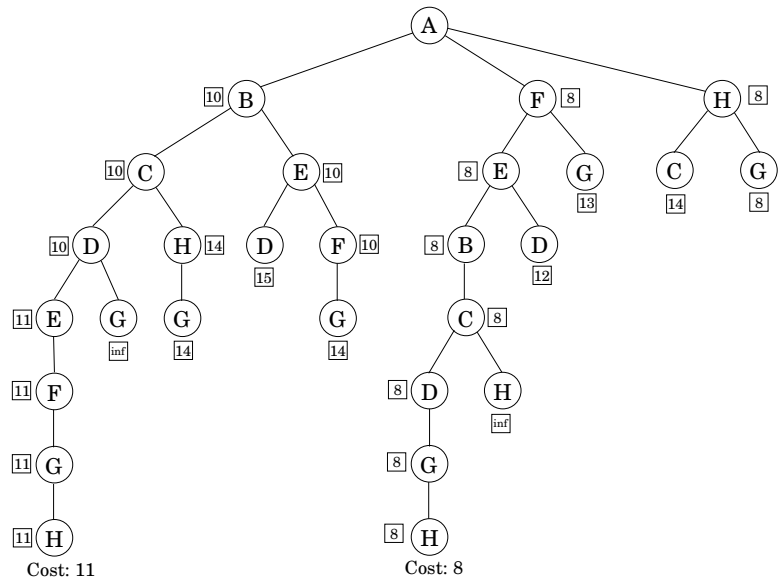 A
10 B F 8 H 8
10 C E 10 8 E G C G
13 14 8
10 D H 14 D F 10 8 B D
15 12
11 E G G G C 8
inf 14 14
11 F 8 D H
inf
11 G 8 G
11 H 8 H
Cost: 11 Cost: 8